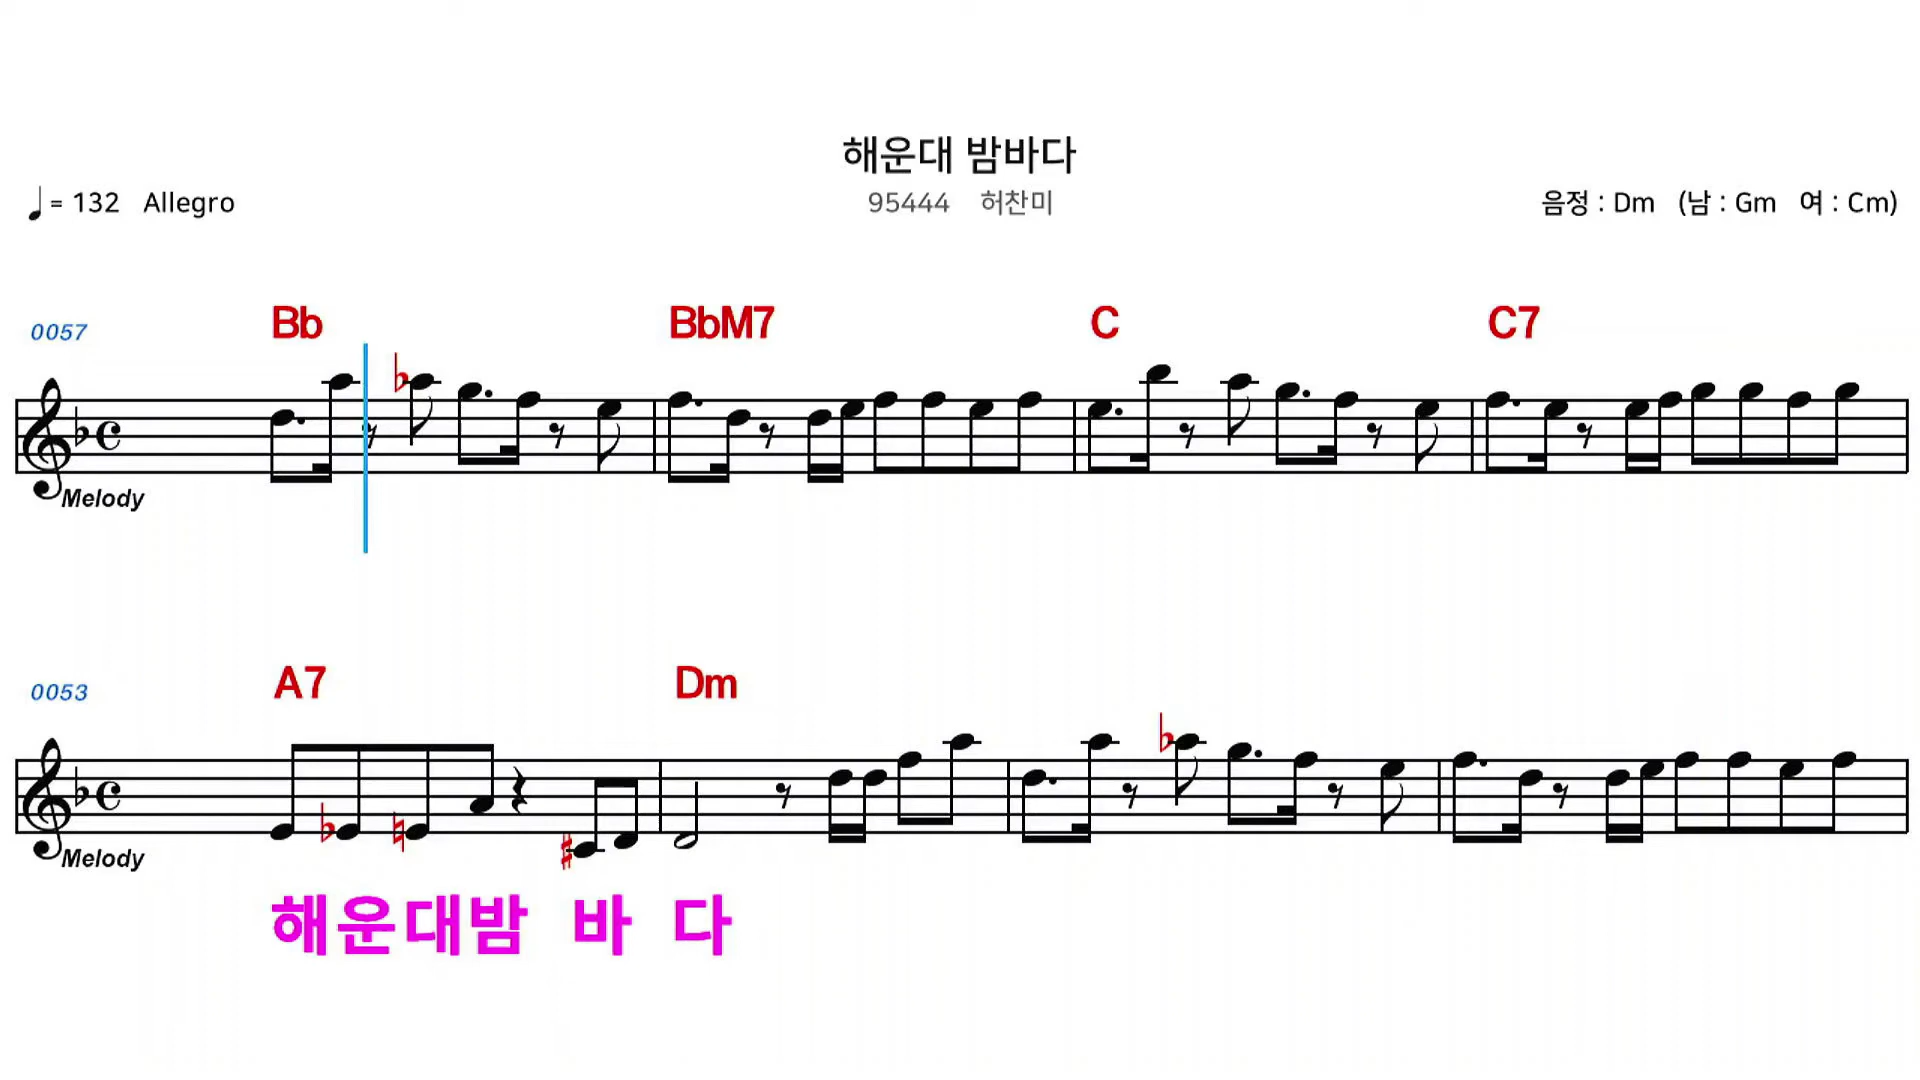 해운대 밤바다
♩ = 132 Allegro 95444 허찬미 음정 : Dm (남 : Gm 여 : Cm)
0057 Bb BbM7 C C7
Melody
0053 A7 Dm
Melody
해운대밤 바 다